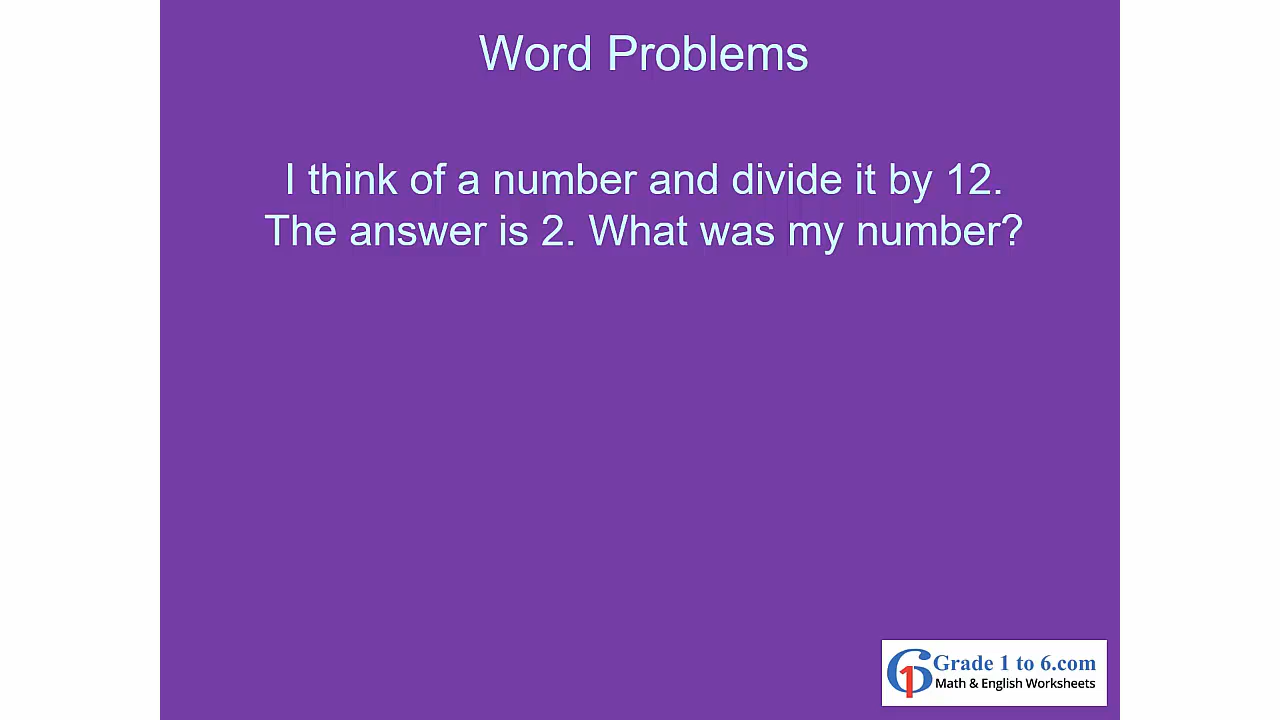 Word Problems
I think of a number and divide it by 12.
The answer is 2. What was my number?
Grade 1 to 6.com
Math & English Worksheets